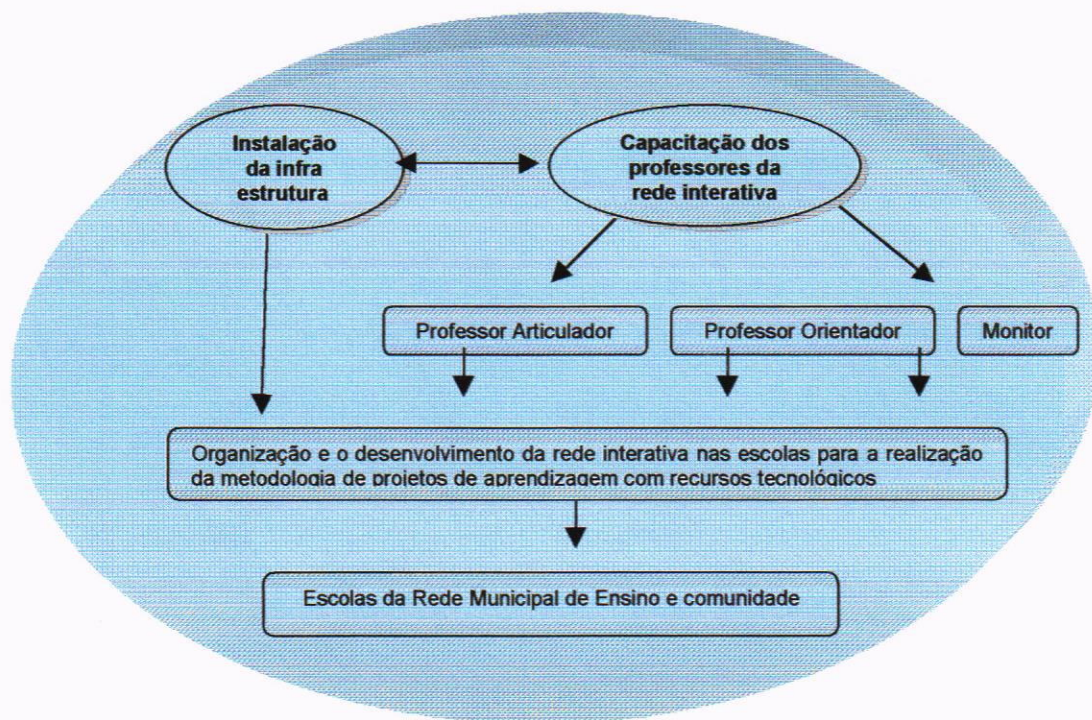 Instalação
da infra
estrutura
Capacitação dos
professores da
rede interativa
Professor Articulador
Professor Orientador
Monitor
Organização e o desenvolvimento da rede interativa nas escolas para a realização
da metodologia de projetos de aprendizagem com recursos tecnológicos
Escolas da Rede Municipal de Ensino e comunidade